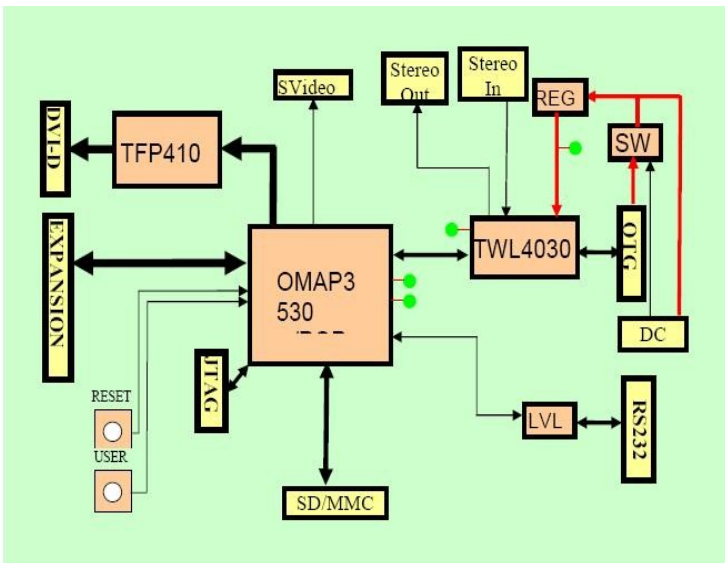 SVideo
Stereo
Out
Stereo
In
REG
SW
DVI-D
TFP410
EXPANSION
OMAP3
530
TWL4030
OTG
DC
JTAG
RESET
USER
LVL
RS232
SD/MMC